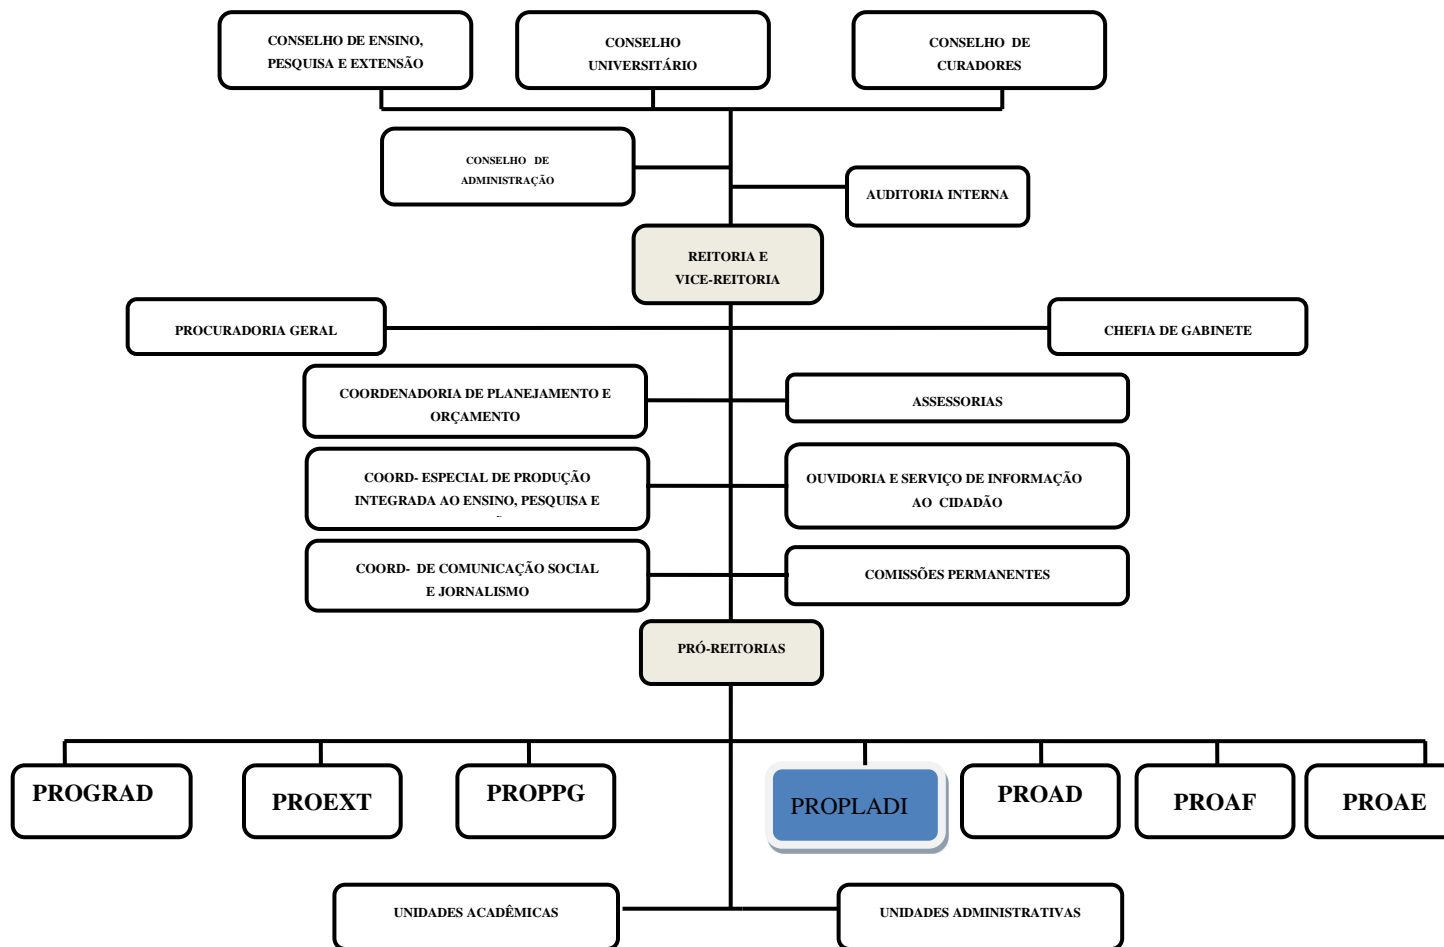 CONSELHO DE ENSINO,
PESQUISA E EXTENSÃO
CONSELHO
UNIVERSITÁRIO
CONSELHO DE
CURADORES
CONSELHO DE
ADMINISTRAÇÃO
AUDITORIA INTERNA
REITORIA E
VICE-REITORIA
PROCURADORIA GERAL
CHEFIA DE GABINETE
COORDENADORIA DE PLANEJAMENTO E
ORÇAMENTO
ASSESSORIAS
COORD- ESPECIAL DE PRODUÇÃO
INTEGRADA AO ENSINO, PESQUISA E
OUVIDORIA E SERVIÇO DE INFORMAÇÃO
AO CIDADÃO
COORD- DE COMUNICAÇÃO SOCIAL
E JORNALISMO
COMISSÕES PERMANENTES
PRÓ-REITORIAS
PROGRAD
PROEXT
PROPPG
PROPLADI
PROAD
PROAF
PROAE
UNIDADES ACADÊMICAS
UNIDADES ADMINISTRATIVAS